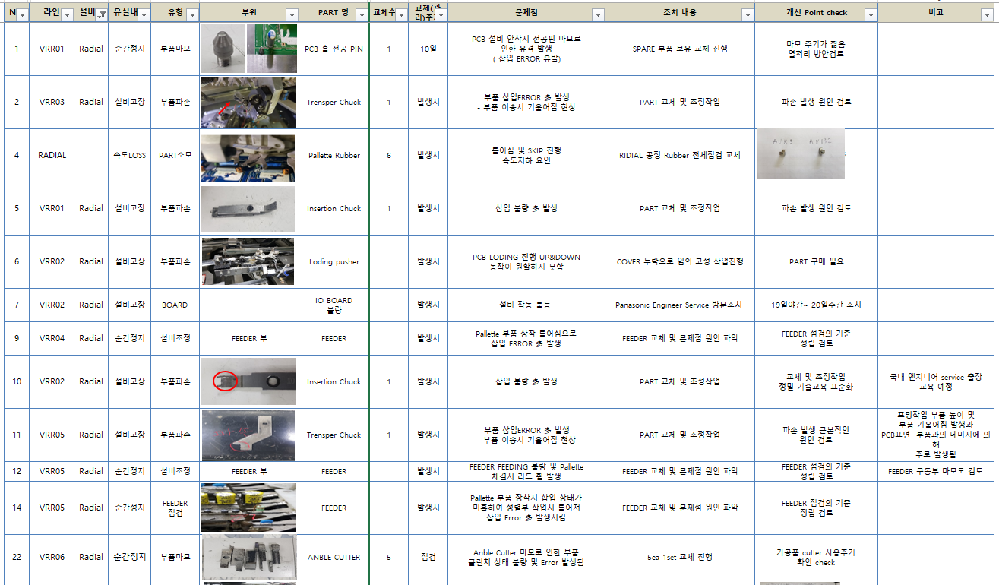 N 라인 설비 유실내 유형 부위 PART 명 교체수 교체(관리)주 문제점 조치 내용 개선 Point check 비고
1 VRR01 Radial 순간정지 부품마모 PCB 홀 전공 PIN 1 10일
PCB 설비 안착시 전공핀 마모로
인한 유격 발생
( 삽입 ERROR 유발)
SPARE 부품 보유 교체 진행
마모 주기가 짧음
열처리 방안검토
2 VRR03 Radial 설비고장 부품파손 Trensper Chuck 1 발생시
부품 삽입ERROR 多 발생
- 부품 이송시 기울어짐 현상
PART 교체 및 조정작업
파손 발생 원인 검토
4 RADIAL 속도LOSS PART소모 Pallette Rubber 6 발생시
틀어짐 및 SKIP 진행
속도저하 요인
RIDIAL 공정 Rubber 전체점검 교체
5 VRR01 Radial 설비고장 부품파손 Insertion Chuck 1 발생시
삽입 불량 多 발생
PART 교체 및 조정작업
파손 발생 원인 검토
6 VRR02 Radial 설비고장 부품파손 Loding pusher 발생시
PCB LODING 진행 UP&DOWN
동작이 원활하지 못함
COVER 누락으로 임의 고정 작업진행
PART 구매 필요
7 VRR02 Radial 설비고장 BOARD
IO BOARD
불량
발생시
설비 작동 불능
Panasonic Engineer Service 방문조치
19일야간~ 20일주간 조치
9 VRR04 Radial 순간정지 설비조정 FEEDER 부 FEEDER 발생시
Pallette 부품 장착 틀어짐으로
삽입 ERROR 多 발생
FEEDER 교체 및 문제점 원인 파악
FEEDER 점검의 기준
정립 검토
10 VRR02 Radial 설비고장 부품파손 Insertion Chuck 1 발생시
삽입 불량 多 발생
PART 교체 및 조정작업
교체 및 조정작업
정밀 기술교육 표준화
국내 엔지니어 service 출장
교육 예정
11 VRR05 Radial 설비고장 부품파손 Trensper Chuck 1 발생시
부품 삽입ERROR 多 발생
- 부품 이송시 기울어짐 현상
PART 교체 및 조정작업
파손 발생 근본적인
원인 검토
포밍작업 부품 높이 및
부품 기울어짐 발생과
PCB표면 부품과의 데미지에 의
해
주로 발생됨
12 VRR05 Radial 순간정지 설비조정 FEEDER 부 FEEDER 발생시
FEEDER FEEDING 불량 및 Pallette
체결시 리드 휨 발생
FEEDER 교체 및 문제점 원인 파악
FEEDER 점검의 기준
정립 검토
FEEDER 구동부 마모도 검토
14 VRR05 Radial 순간정지
FEEDER
점검
FEEDER 발생시
Pallette 부품 장착시 삽입 상태가
미흡하여 정렬부 작업시 틀어져
삽입 Error 多 발생시킴
FEEDER 교체 및 문제점 원인 파악
FEEDER 점검의 기준
정립 검토
22 VRR06 Radial 순간정지 부품마모 ANBLE CUTTER 5 점검
Anble Cutter 마모로 인한 부품
클린치 상태 불량 및 Error 발생됨
5ea 1set 교체 진행
가공품 cutter 사용주기
확인 check